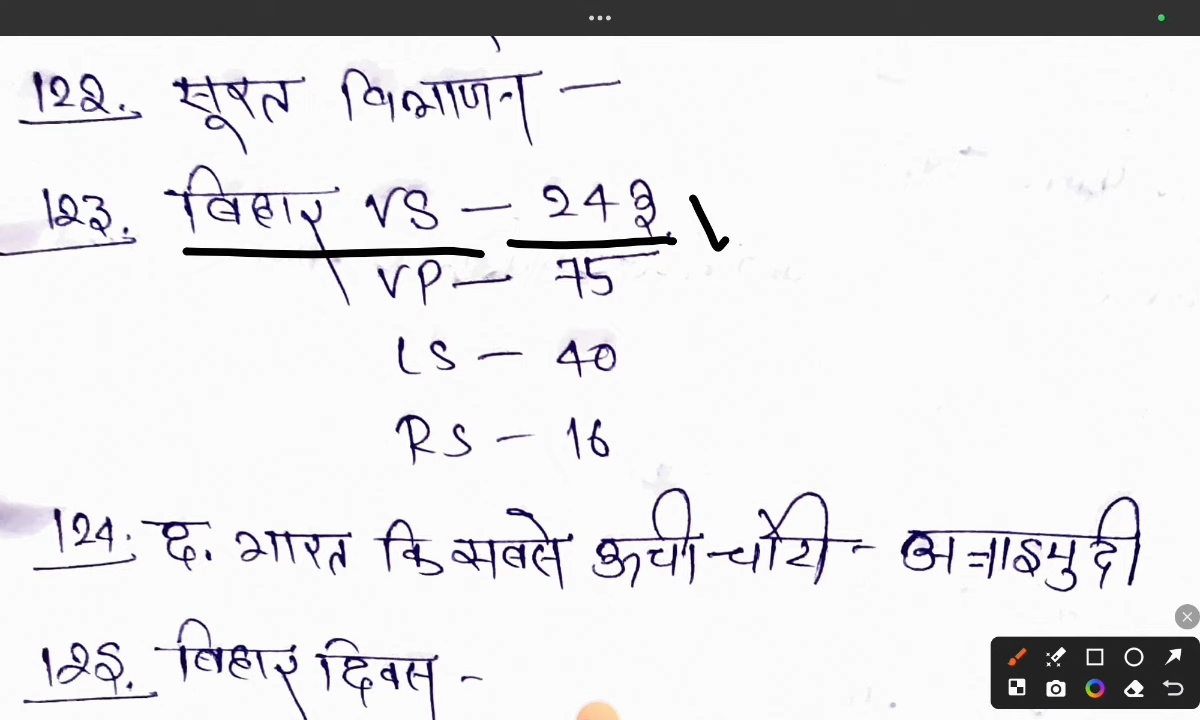 122. सूरत विभाजन –
123. बिहार VS – 243
VP – 75
LS – 40
RS – 16
124. द. भारत कि सबसे ऊची चोटी – अन्नाइमुदी
125. बिहार दिवस -